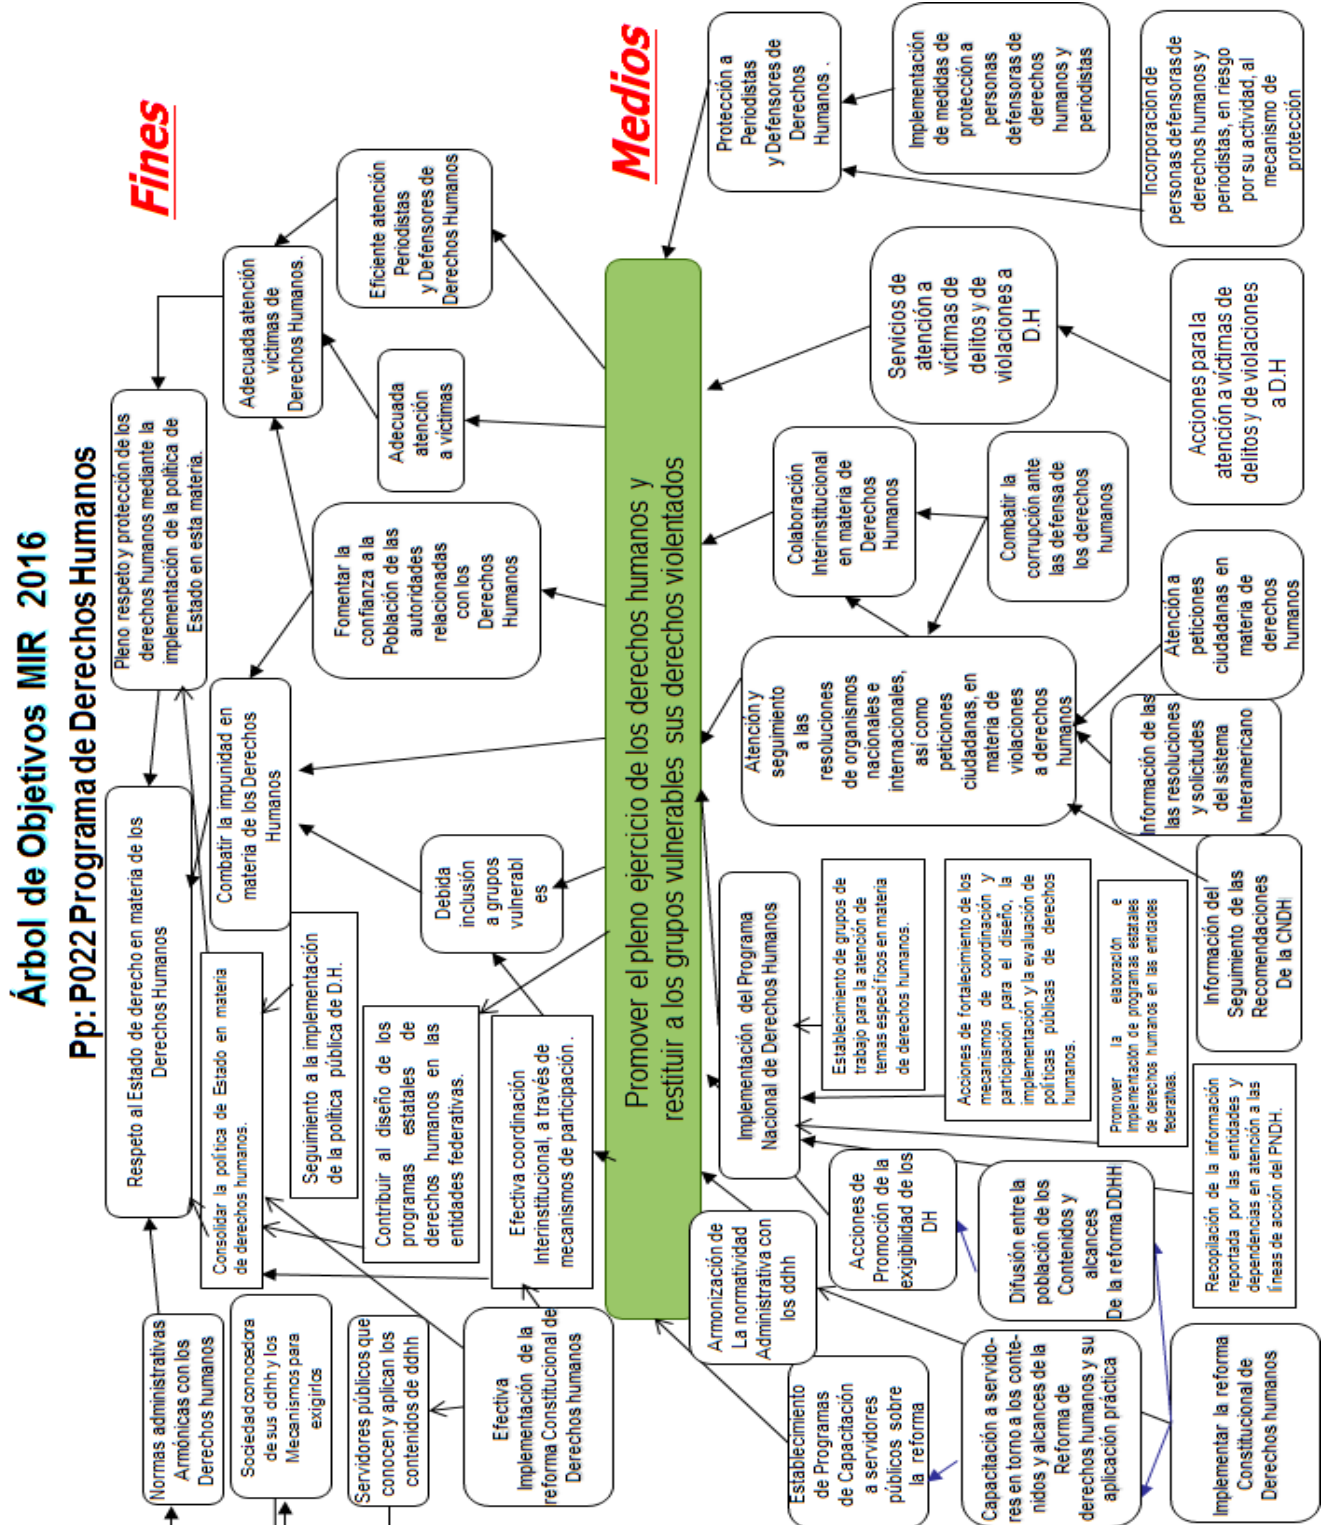 Árbol de Objetivos MIR 2016
Pp: P022 Programa de Derechos Humanos
Fines
Respeto al Estado de derecho en materia de los
Derechos Humanos
Pleno respeto y protección de los
derechos humanos mediante la
implementación de la política de
Estado en esta materia.
Normas administrativas
Armónicas con los
Derechos humanos
Consolidar la política de Estado en materia
de derechos humanos.
Combatir la impunidad en
materia de los Derechos
Humanos
Adecuada atención
víctimas de
Derechos Humanos.
Sociedad conocedora
de sus ddhh y los
Mecanismos para
exigirlos
Seguimiento a la implementación
de la política pública de D.H.
Fomentar la
confianza a la
Población de las
autoridades
relacionadas
con los
Derechos
Humanos
Adecuada
atención
a víctimas
Eficiente atención
Periodistas
y Defensores de
Derechos Humanos
Servidores públicos que
conocen y aplican los
contenidos de ddhh
Contribuir al diseño de los
programas estatales de
derechos humanos en las
entidades federativas.
Debida
inclusión
a grupos
vulnerabl
es
Efectiva
Implementación de la
reforma Constitucional de
Derechos humanos
Efectiva coordinación
Interinstitucional, a través de
mecanismos de participación.
Promover el pleno ejercicio de los derechos humanos y
restituir a los grupos vulnerables sus derechos violentados
Medios
Armonización de
La normatividad
Administrativa con
los ddhh
Implementación del Programa
Nacional de Derechos Humanos
Atención y
seguimiento
a las
resoluciones
de organismos
nacionales e
internacionales,
así como
peticiones
ciudadanas, en
materia de
violaciones
a derechos
humanos
Colaboración
Interinstitucional
en materia de
Derechos
Humanos
Servicios de
atención a
víctimas de
delitos y de
violaciones a
D.H
Protección a
Periodistas
y Defensores de
Derechos
Humanos .
Establecimiento
de Programas
de Capacitación
a servidores
públicos sobre
la reforma
Acciones de
Promoción de la
exigibilidad de los
DH
Establecimiento de grupos de
trabajo para la atención de
temas específicos en materia
de derechos humanos.
Combatir la
corrupción ante
las defensa de
los derechos
humanos
Implementación
de medidas de
protección a
personas
defensoras de
derechos
humanos y
periodistas
Capacitación a servido-
res en torno a los conte-
nidos y alcances de la
Reforma de
derechos humanos y su
aplicación práctica
Difusión entre la
población de los
Contenidos y
alcances
De la reforma DDHH
Acciones de fortalecimiento de los
mecanismos de coordinación y
participación para el diseño, la
implementación y la evaluación de
políticas públicas de derechos
humanos.
Promover la elaboración e
implementación de programas estatales
de derechos humanos en las entidades
federativas.
Información de las
las resoluciones
y solicitudes
del sistema
Interamericano
Atención a
peticiones
ciudadanas en
materia de
derechos
humanos
Acciones para la
atención a víctimas de
delitos y de violaciones
a D.H
Incorporación de
personas defensoras de
derechos humanos y
periodistas, en riesgo
por su actividad, al
mecanismo de
protección
Implementar la reforma
Constitucional de
Derechos humanos
Recopilación de la información
reportada por las entidades y
dependencias en atención a las
líneas de acción del PNDH.
Información del
Seguimiento de las
Recomendaciones
De la CNDH